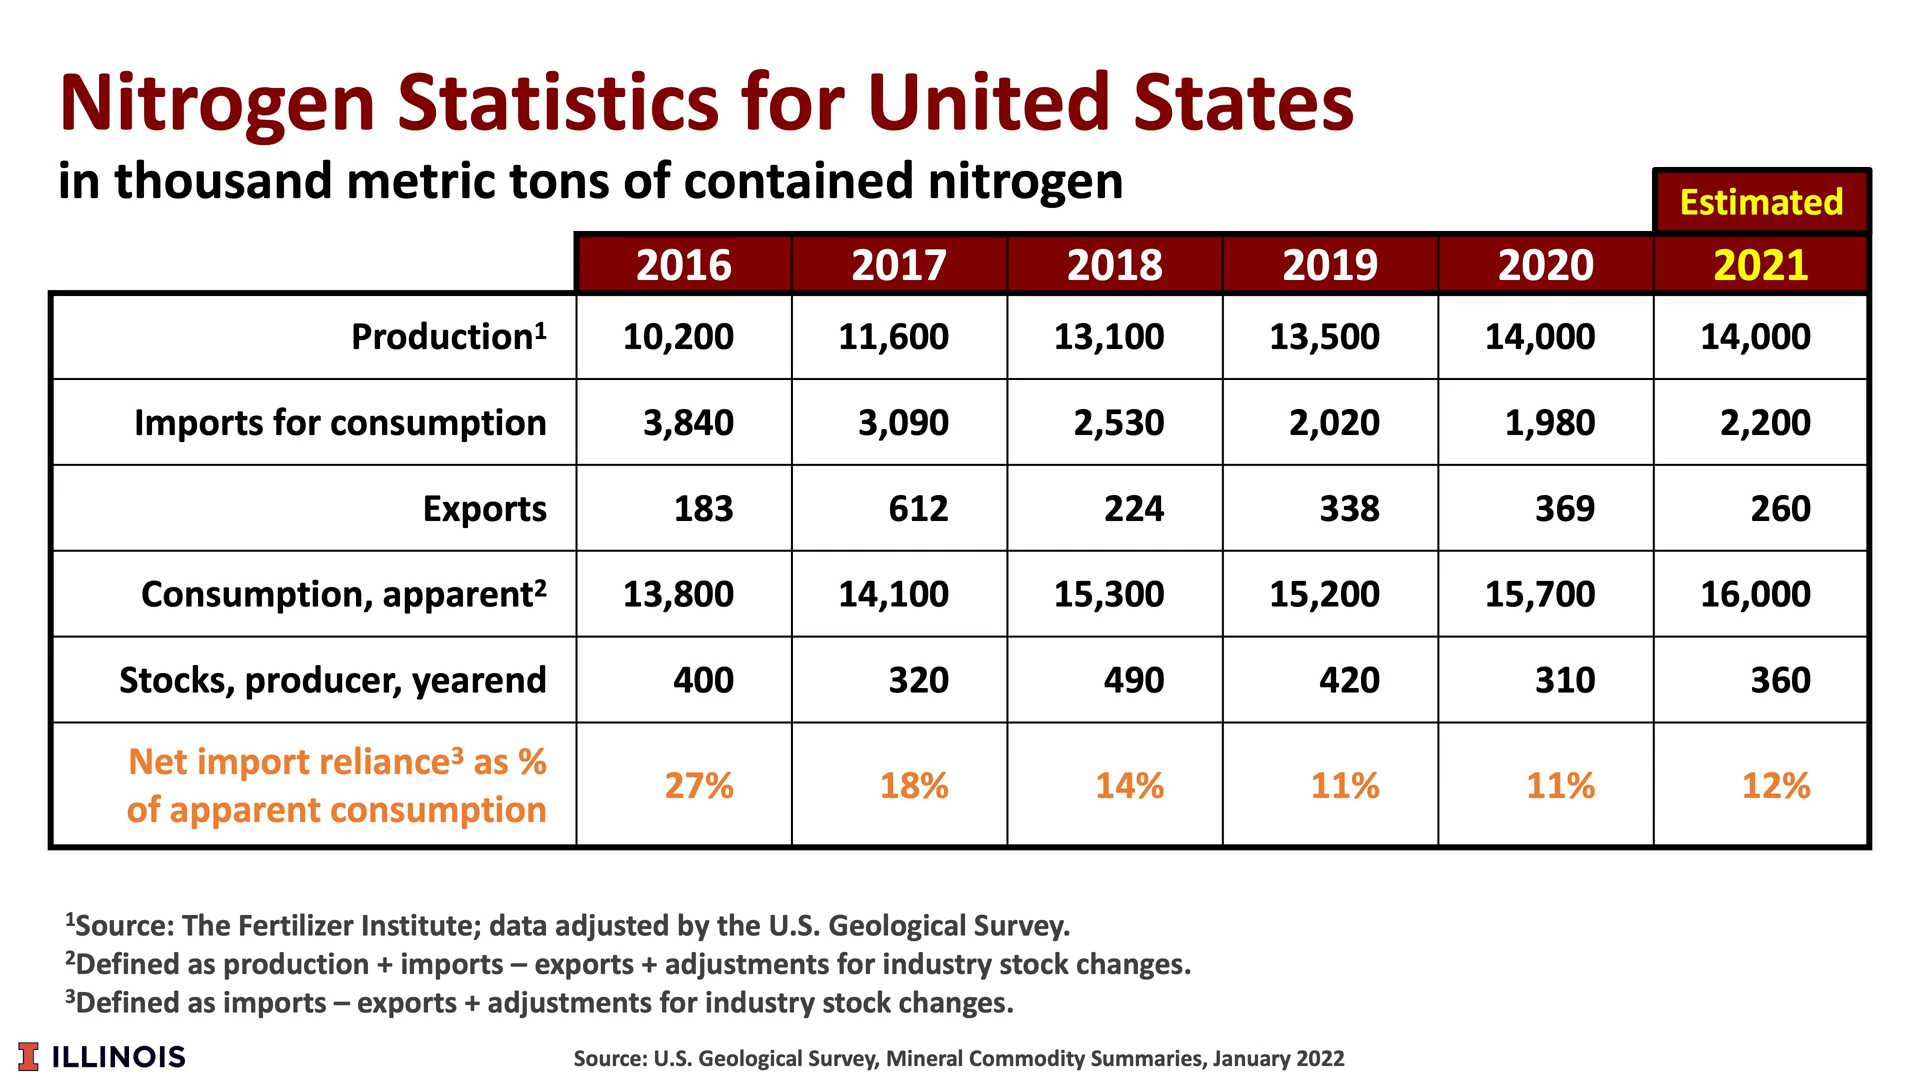 Nitrogen Statistics for United States
in thousand metric tons of contained nitrogen
Estimated
2016 2017 2018 2019 2020 2021
Production¹ 10,200 11,600 13,100 13,500 14,000 14,000
Imports for consumption 3,840 3,090 2,530 2,020 1,980 2,200
Exports 183 612 224 338 369 260
Consumption, apparent² 13,800 14,100 15,300 15,200 15,700 16,000
Stocks, producer, yearend 400 320 490 420 310 360
Net import reliance³ as %
of apparent consumption 27% 18% 14% 11% 11% 12%
¹Source: The Fertilizer Institute; data adjusted by the U.S. Geological Survey.
²Defined as production + imports – exports + adjustments for industry stock changes.
³Defined as imports – exports + adjustments for industry stock changes.
I ILLINOIS
Source: U.S. Geological Survey, Mineral Commodity Summaries, January 2022